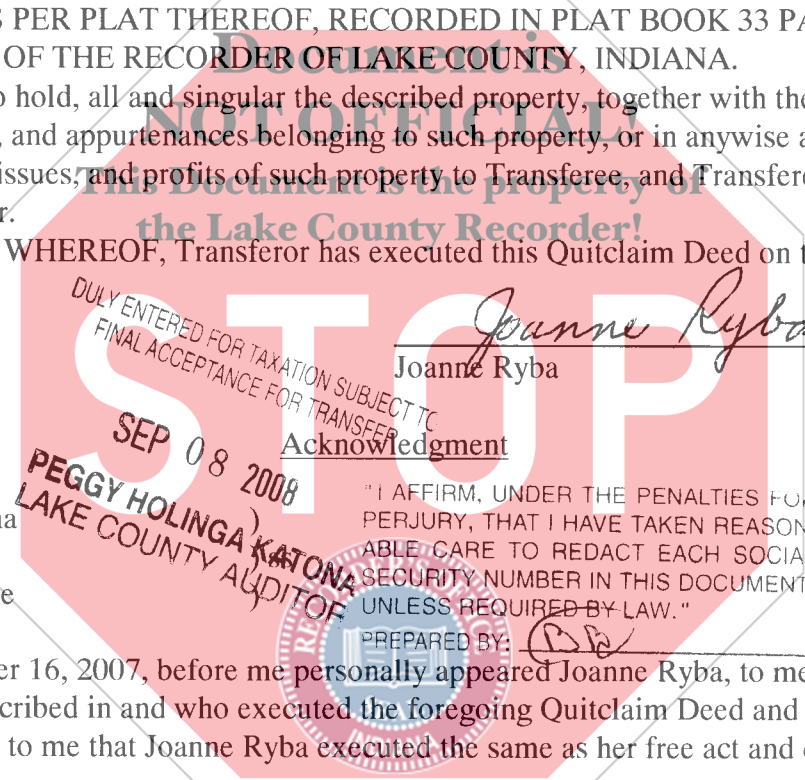 S PER PLAT THEREOF, RECORDED IN PLAT BOOK 33 PA
OF THE RECORDER OF LAKE COUNTY, INDIANA.
Document is
o hold, all and singular the described property, together with the
NOT OFFICIAL!
, and appurtenances belonging to such property, or in anywise a
issues, and profits of such property to Transferee, and Transfere
This Document is the property of
r.
the Lake County Recorder!
WHEREOF, Transferor has executed this Quitclaim Deed on t
STOP
Joanne Ryba
Joanne Ryba
DULY ENTERED FOR TAXATION SUBJECT TO
FINAL ACCEPTANCE FOR TRANSFER
SEP 08 2008
PEGGY HOLINGA KATONA
LAKE COUNTY AUDITOR
Acknowledgment
na
)
)
e
"I AFFIRM, UNDER THE PENALTIES FOR
PERJURY, THAT I HAVE TAKEN REASON-
ABLE CARE TO REDACT EACH SOCIAL
SECURITY NUMBER IN THIS DOCUMENT
UNLESS REQUIRED BY LAW."
PREPARED BY:
RECORDER'S
INDIANA
er 16, 2007, before me personally appeared Joanne Ryba, to me
cribed in and who executed the foregoing Quitclaim Deed and
to me that Joanne Ryba executed the same as her free act and